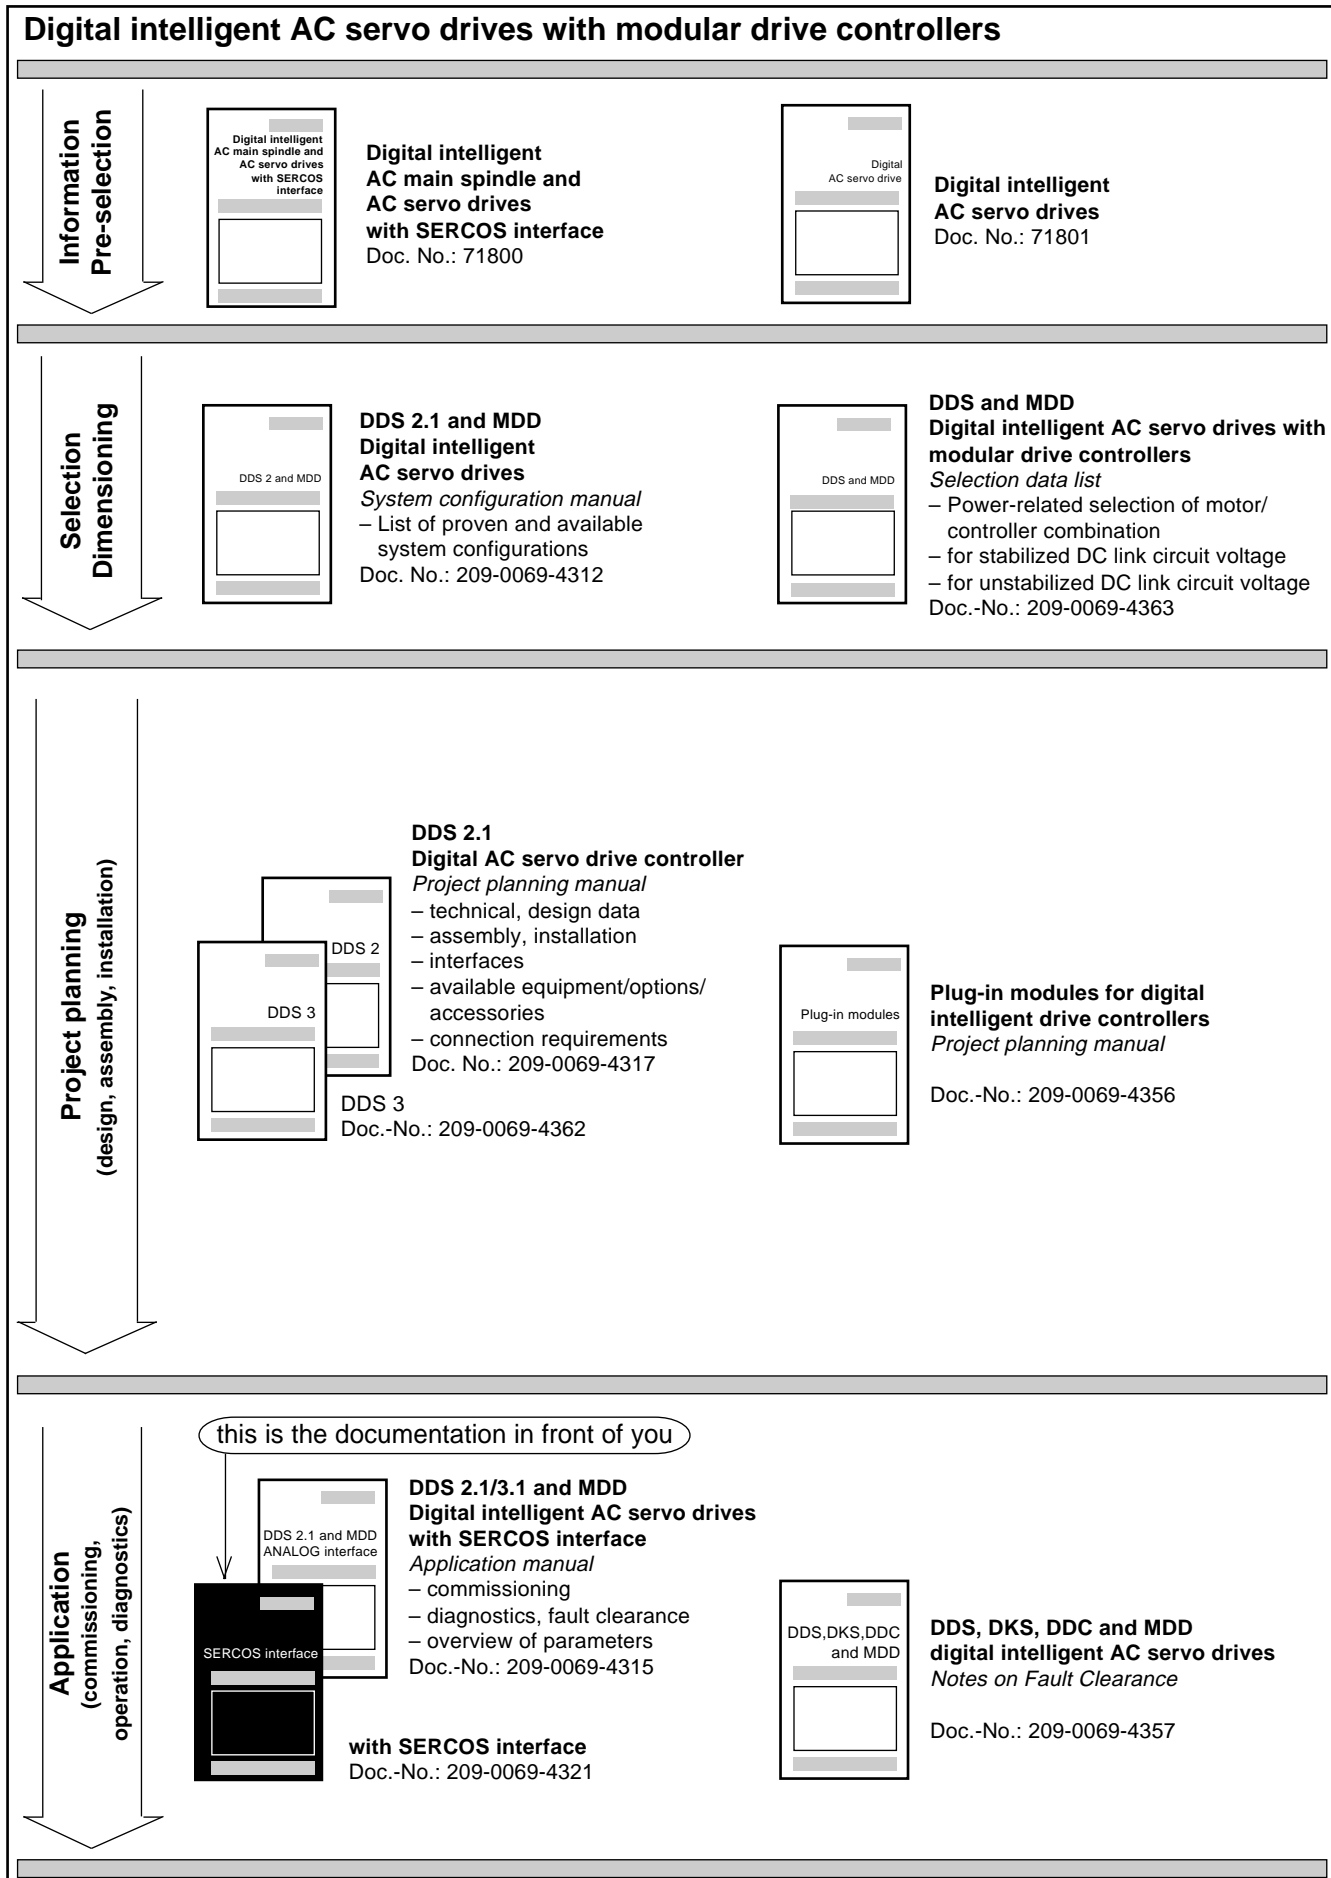 Digital intelligent AC servo drives with modular drive controllers
Information
Pre-selection
Digital intelligent
AC main spindle and
AC servo drives
with SERCOS
interface
Digital intelligent
AC main spindle and
AC servo drives
with SERCOS interface
Doc. No.: 71800
Digital
AC servo drive
Digital intelligent
AC servo drives
Doc. No.: 71801
Selection
Dimensioning
DDS 2 and MDD
DDS 2.1 and MDD
Digital intelligent
AC servo drives
System configuration manual
– List of proven and available
system configurations
Doc. No.: 209-0069-4312
DDS and MDD
DDS and MDD
Digital intelligent AC servo drives with
modular drive controllers
Selection data list
– Power-related selection of motor/
controller combination
– for stabilized DC link circuit voltage
– for unstabilized DC link circuit voltage
Doc.-No.: 209-0069-4363
Project planning
(design, assembly, installation)
DDS 2
DDS 3
DDS 2.1
Digital AC servo drive controller
Project planning manual
– technical, design data
– assembly, installation
– interfaces
– available equipment/options/
accessories
– connection requirements
Doc. No.: 209-0069-4317
DDS 3
Doc.-No.: 209-0069-4362
Plug-in modules
Plug-in modules for digital
intelligent drive controllers
Project planning manual
Doc.-No.: 209-0069-4356
Application
(commissioning,
operation, diagnostics)
this is the documentation in front of you
DDS 2.1 and MDD
ANALOG interface
SERCOS interface
DDS 2.1/3.1 and MDD
Digital intelligent AC servo drives
with SERCOS interface
Application manual
– commissioning
– diagnostics, fault clearance
– overview of parameters
Doc.-No.: 209-0069-4315
with SERCOS interface
Doc.-No.: 209-0069-4321
DDS,DKS,DDC
and MDD
DDS, DKS, DDC and MDD
digital intelligent AC servo drives
Notes on Fault Clearance
Doc.-No.: 209-0069-4357